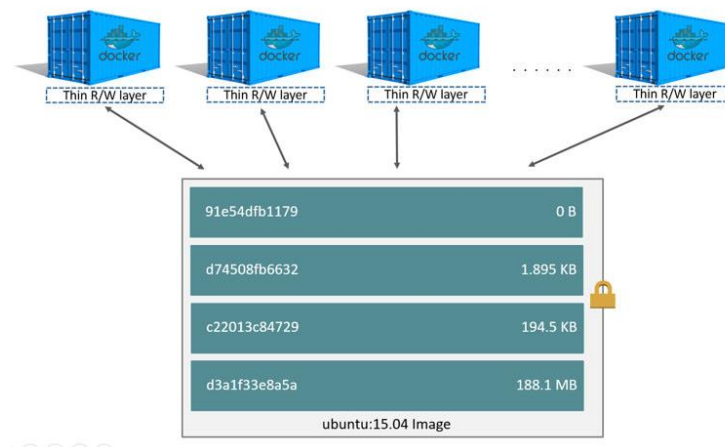 docker docker docker docker
Thin R/W layer Thin R/W layer Thin R/W layer ...... Thin R/W layer
91e54dfb1179 0 B
d74508fb6632 1.895 KB
c22013c84729 194.5 KB
d3a1f33e8a5a 188.1 MB
ubuntu:15.04 Image